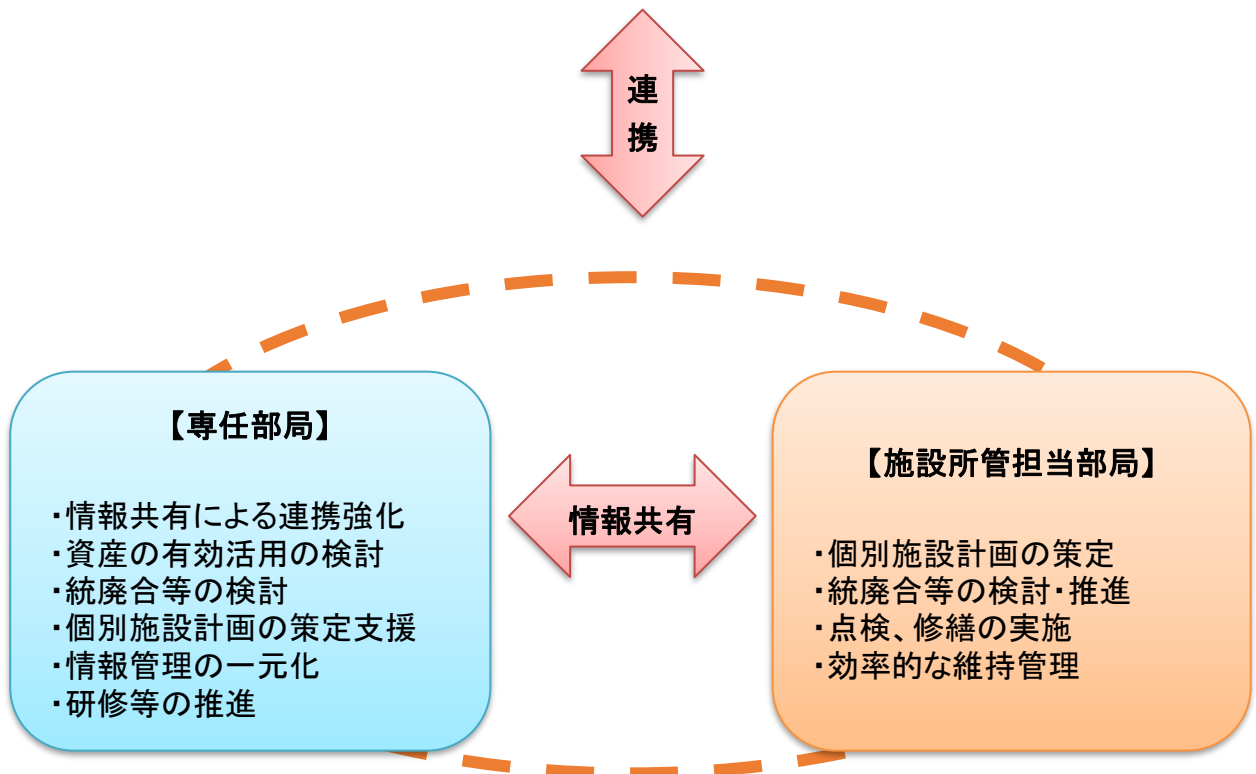 連
携
【専任部局】
・情報共有による連携強化
・資産の有効活用の検討
・統廃合等の検討
・個別施設計画の策定支援
・情報管理の一元化
・研修等の推進
情報共有
【施設所管担当部局】
・個別施設計画の策定
・統廃合等の検討・推進
・点検、修繕の実施
・効率的な維持管理